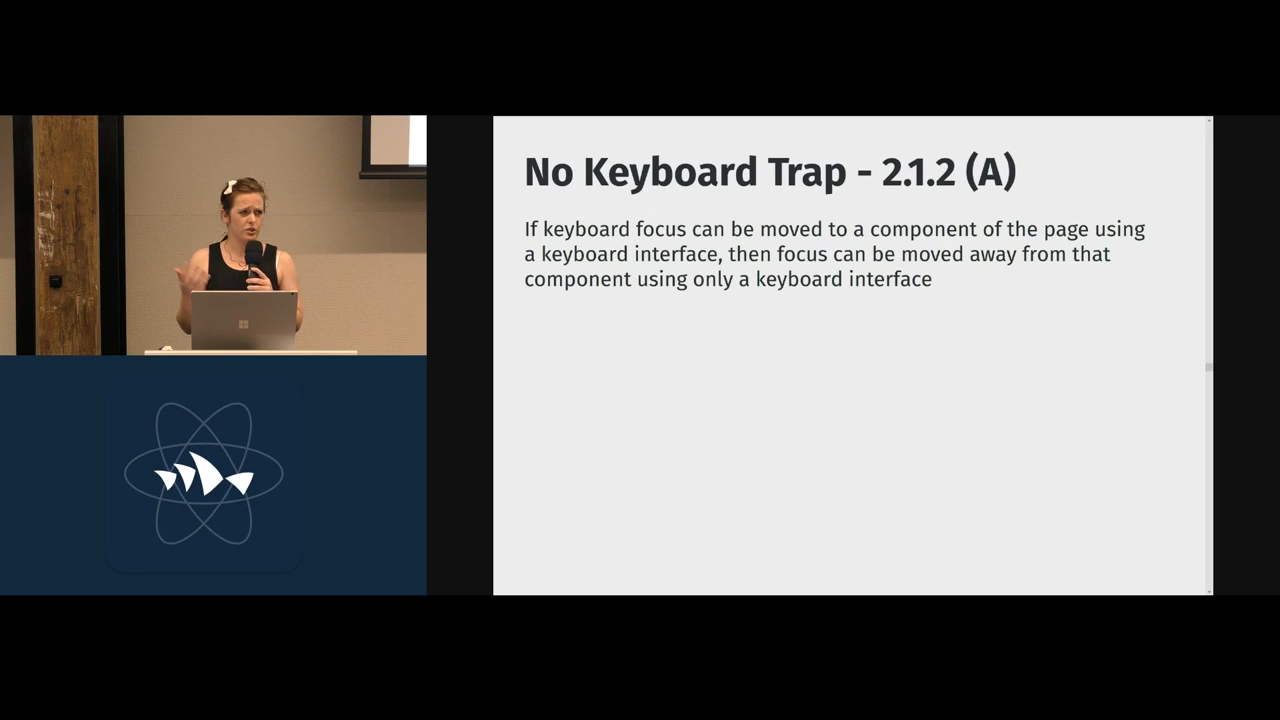 No Keyboard Trap - 2.1.2 (A)
If keyboard focus can be moved to a component of the page using
a keyboard interface, then focus can be moved away from that
component using only a keyboard interface